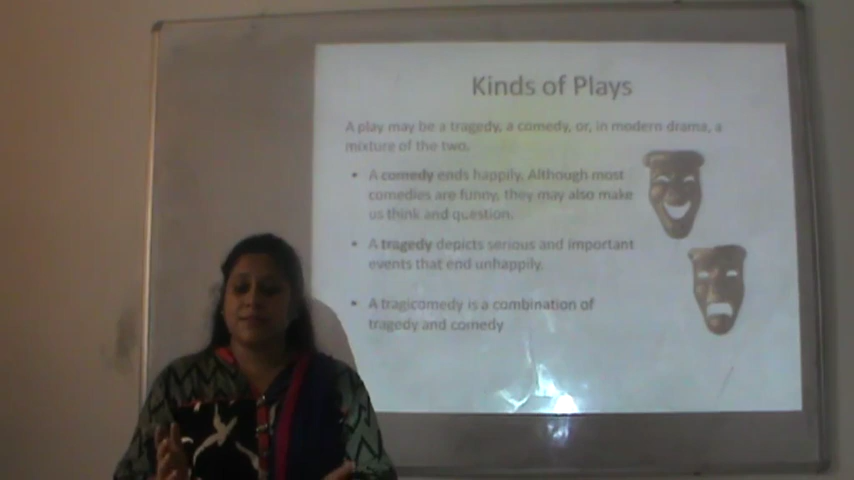 Kinds of Plays
A play may be a tragedy, a comedy, or, in modern drama, a
mixture of the two.
• A comedy ends happily. Although most
comedies are funny, they may also make
us think and question.
• A tragedy depicts serious and important
events that end unhappily.
• A tragicomedy is a combination of
tragedy and comedy